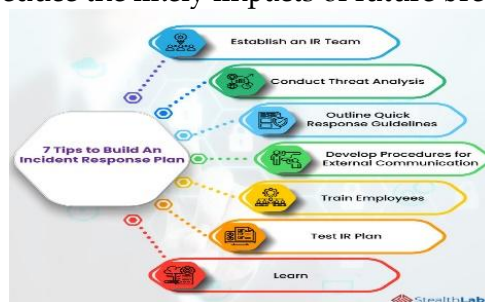 Establish an IR Team
Conduct Threat Analysis
Outline Quick
Response Guidelines
7 Tips to Build An
Incident Response Plan
Develop Procedures for
External Communication
Train Employees
Test IR Plan
Learn